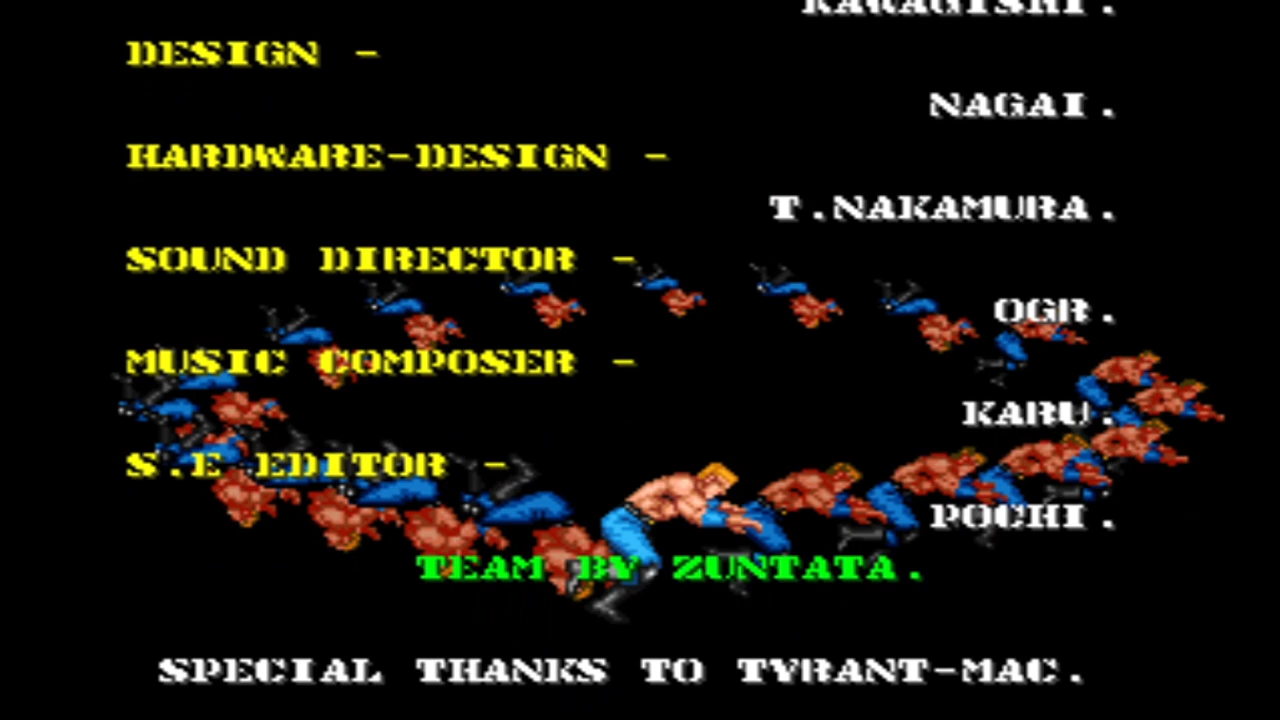 KAWAGISHI.
DESIGN -
NAGAI.
HARDWARE-DESIGN -
T.NAKAMURA.
SOUND DIRECTOR -
OGR.
MUSIC COMPOSER -
KARU.
S.E EDITOR -
POCHI.
TEAM BY ZUNTATA.
SPECIAL THANKS TO TYRANT-MAC.